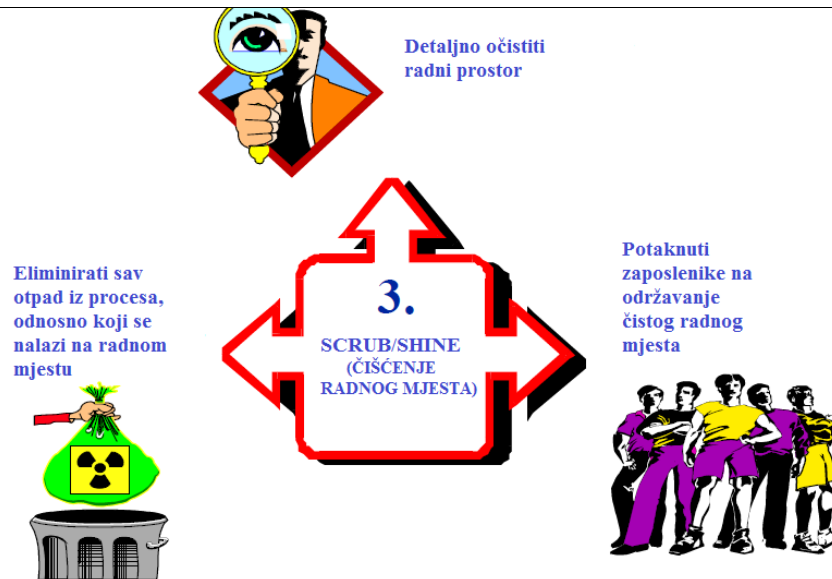 Detaljno očistiti
radni prostor
Eliminirati sav
otpad iz procesa,
odnosno koji se
nalazi na radnom
mjestu
3.
SCRUB/SHINE
(ČIŠĆENJE
RADNOG MJESTA)
Potaknuti
zaposlenike na
održavanje
čistog radnog
mjesta